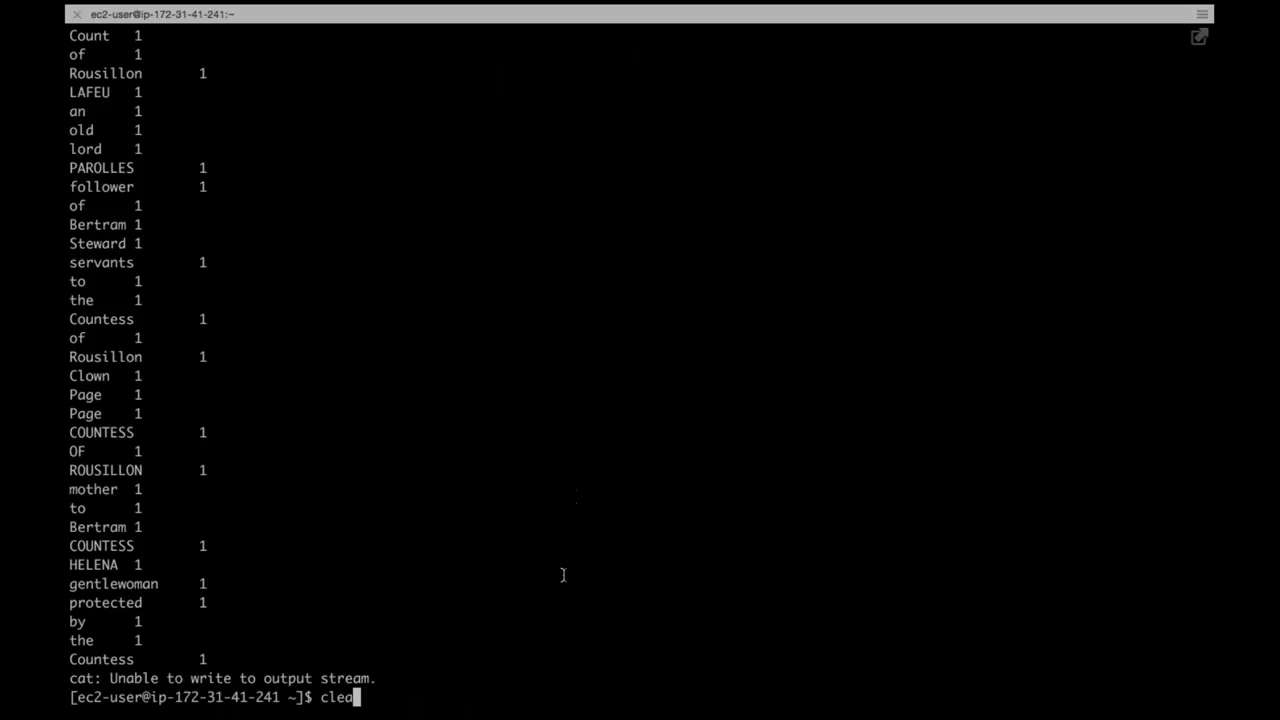 ec2-user@ip-172-31-41-241:~
Count 1
of 1
Rousillon 1
LAFEU 1
an 1
old 1
lord 1
PAROLLES 1
follower 1
of 1
Bertram 1
Steward 1
servants 1
to 1
the 1
Countess 1
of 1
Rousillon 1
Clown 1
Page 1
Page 1
COUNTESS 1
OF 1
ROUSILLON 1
mother 1
to 1
Bertram 1
COUNTESS 1
HELENA 1
gentlewoman 1
protected 1
by 1
the 1
Countess 1
cat: Unable to write to output stream.
[ec2-user@ip-172-31-41-241 ~]$ clea